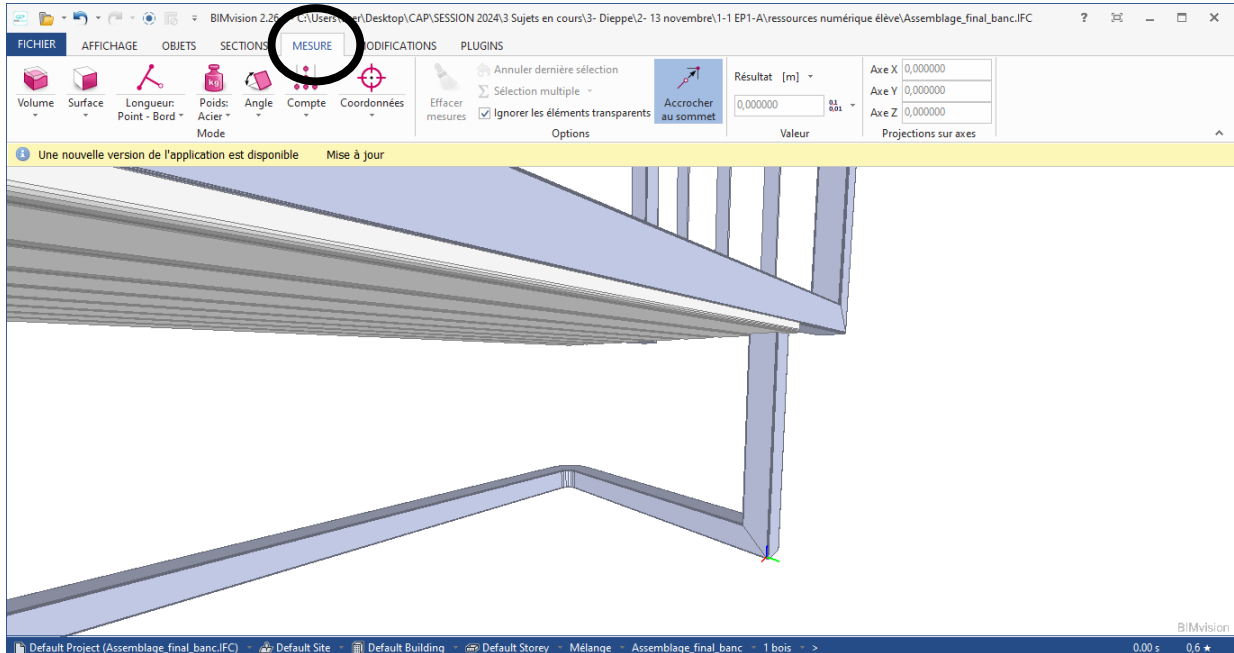 BIMvision 2.26 - C:\Users\ser\Desktop\CAP\SESSION 2024\3 Sujets en cours\3- Dieppe\2- 13 novembre\1-1 EP1-A\ressources numérique élève\Assemblage_final_banc.IFC
FICHIER AFFICHAGE OBJETS SECTIONS MESURE MODIFICATIONS PLUGINS
Volume Surface Longueur: Point - Bord Poids: Acier Angle Compte Coordonnées
Mode
Effacer mesures
Annuler dernière sélection
Sélection multiple
Ignorer les éléments transparents
Accrocher au sommet
Options
Résultat [m]
0,000000 0,1 0,01
Valeur
Axe X 0,000000
Axe Y 0,000000
Axe Z 0,000000
Projections sur axes
Une nouvelle version de l'application est disponible Mise à jour
BIMvision
Default Project (Assemblage_final_banc.IFC) Default Site Default Building Default Storey Mélange Assemblage_final_banc 1 bois > 0.00 s 0,6 ★